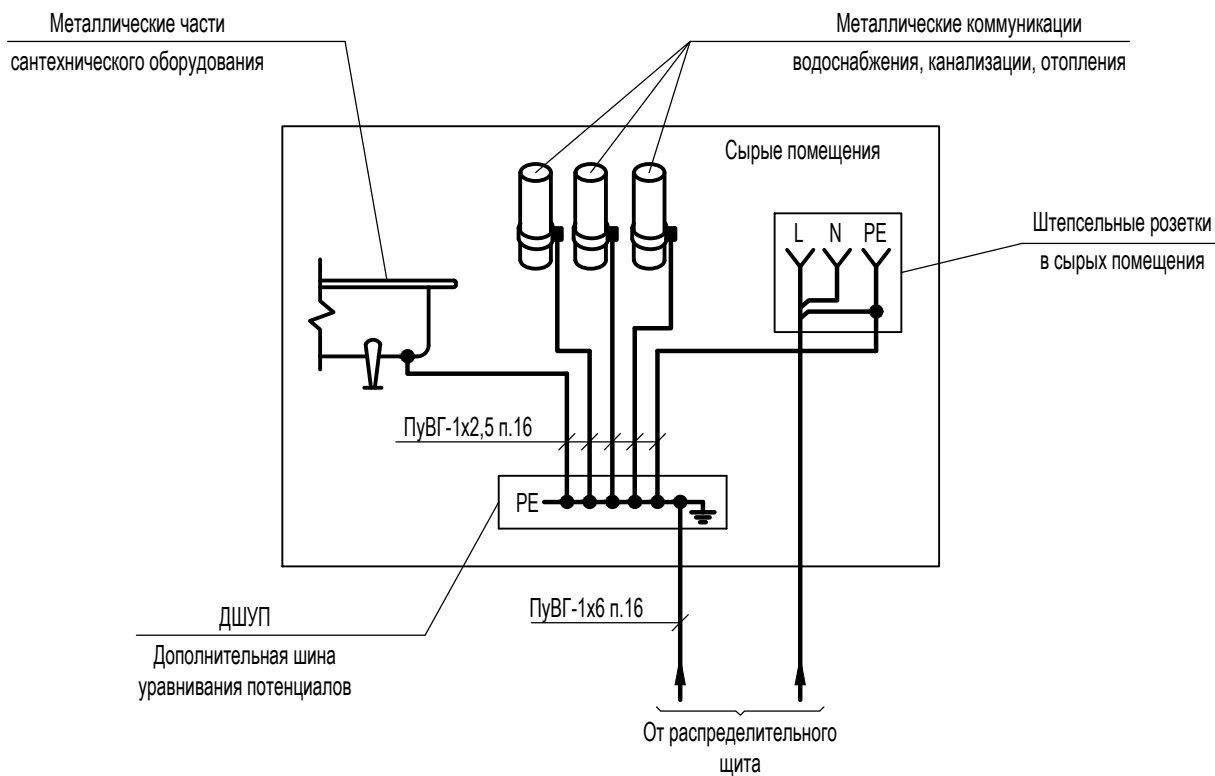 Металлические части
сантехнического оборудования
Металлические коммуникации
водоснабжения, канализации, отопления
Сырые помещения
L N PE
Штепсельные розетки
в сырых помещения
ПуВГ-1х2,5 п.16
PE
ПуВГ-1х6 п.16
ДШУП
Дополнительная шина
уравнивания потенциалов
От распределительного
щита